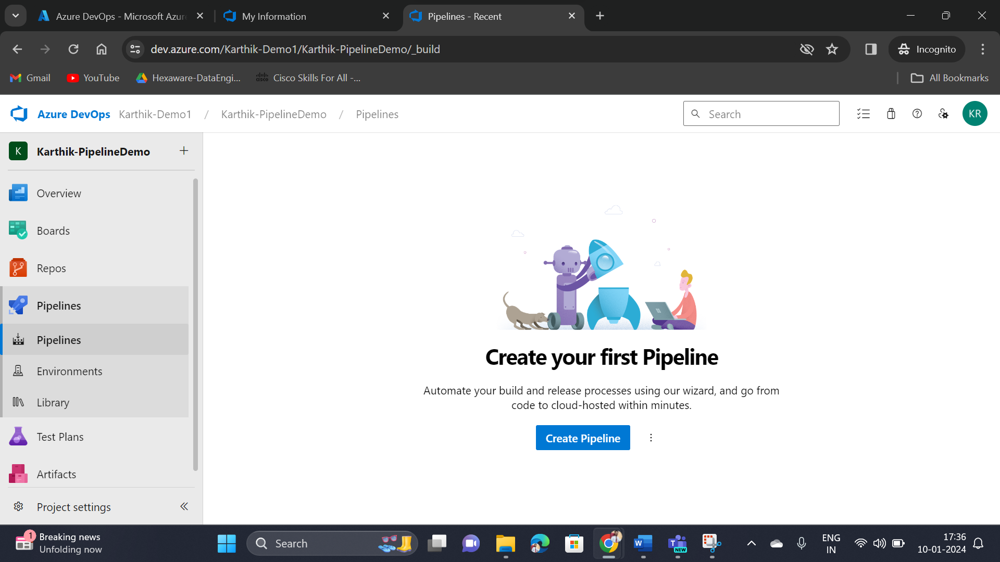 Azure DevOps - Microsoft Azur
My Information
Pipelines - Recent
dev.azure.com/Karthik-Demo1/Karthik-PipelineDemo/_build
Incognito
Gmail
YouTube
Hexaware-DataEngi...
Cisco Skills For All -...
All Bookmarks
Azure DevOps Karthik-Demo1 / Karthik-PipelineDemo / Pipelines
Search
KR
K Karthik-PipelineDemo
Overview
Boards
Repos
Pipelines
Pipelines
Environments
Library
Test Plans
Artifacts
Project settings
Create your first Pipeline
Automate your build and release processes using our wizard, and go from
code to cloud-hosted within minutes.
Create Pipeline
1
Breaking news
Unfolding now
Search
NEW
ENG
IN
17:36
10-01-2024